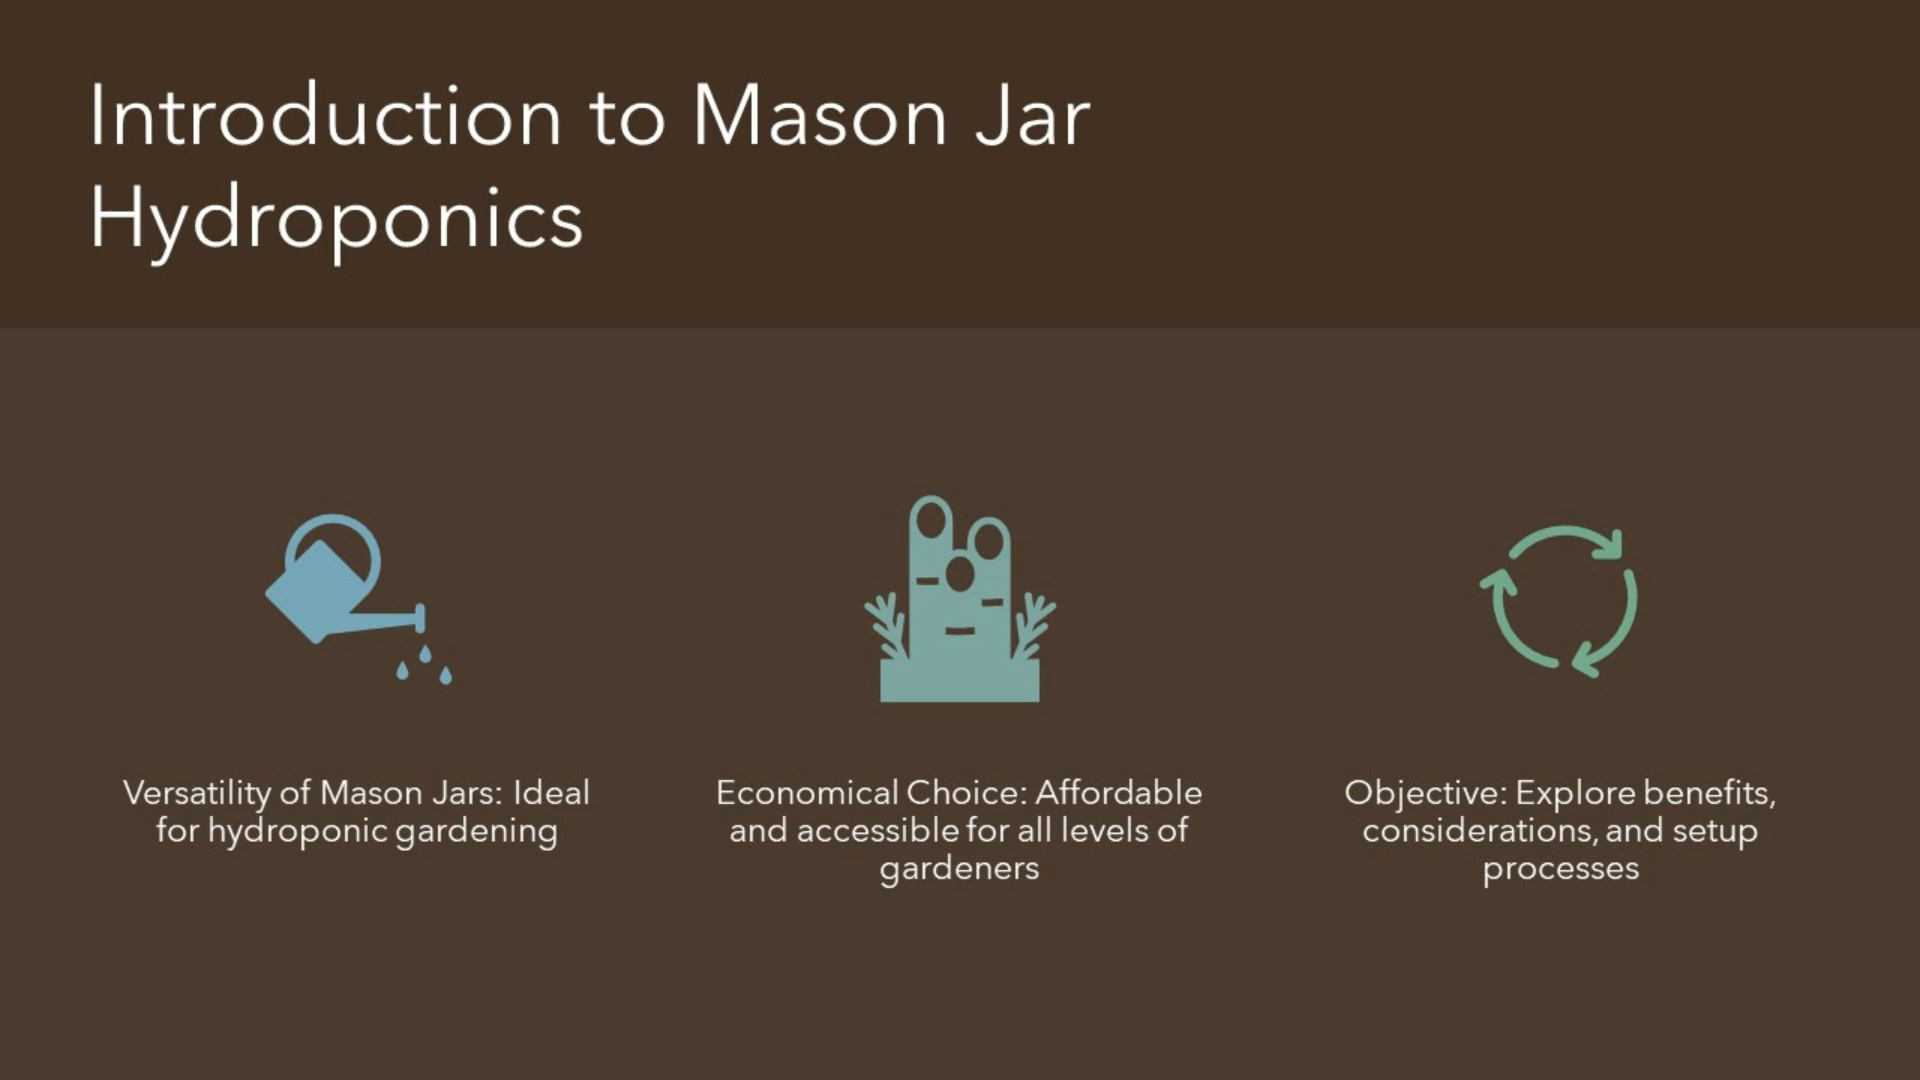 Introduction to Mason Jar
Hydroponics
Versatility of Mason Jars: Ideal
for hydroponic gardening
Economical Choice: Affordable
and accessible for all levels of
gardeners
Objective: Explore benefits,
considerations, and setup
processes